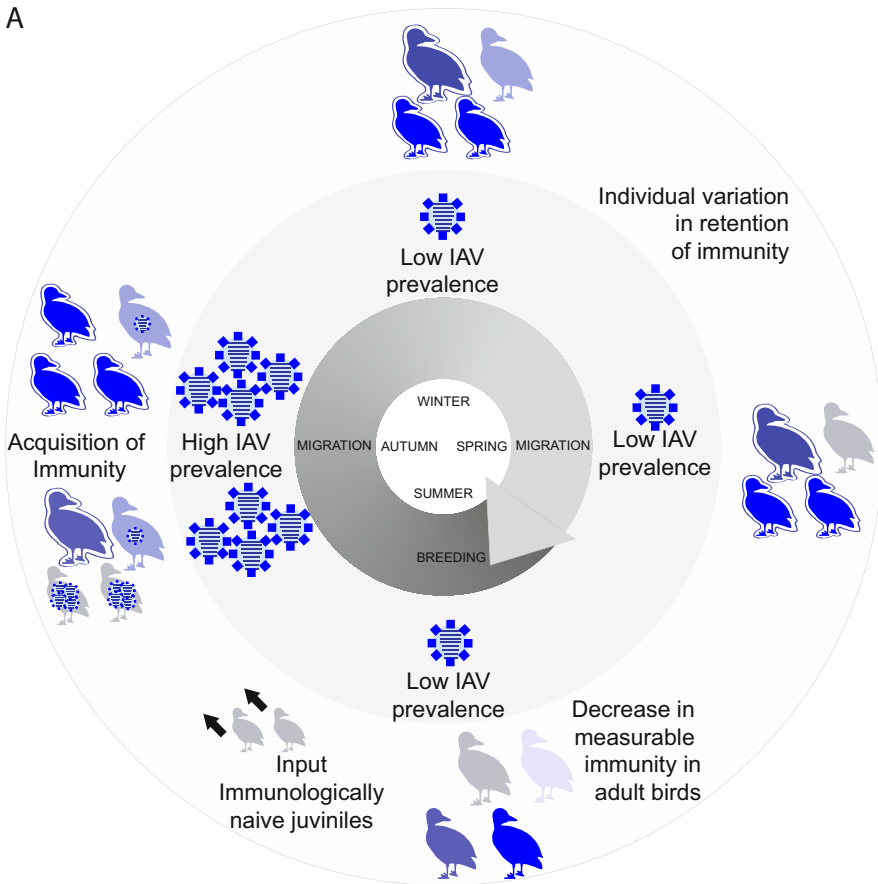 A
Individual variation
in retention
of immunity
Low IAV
prevalence
WINTER
MIGRATION
AUTUMN
SPRING
MIGRATION
SUMMER
BREEDING
Acquisition of
Immunity
High IAV
prevalence
Low IAV
prevalence
Low IAV
prevalence
Decrease in
measurable
immunity in
adult birds
Input
Immunologically
naive juviniles